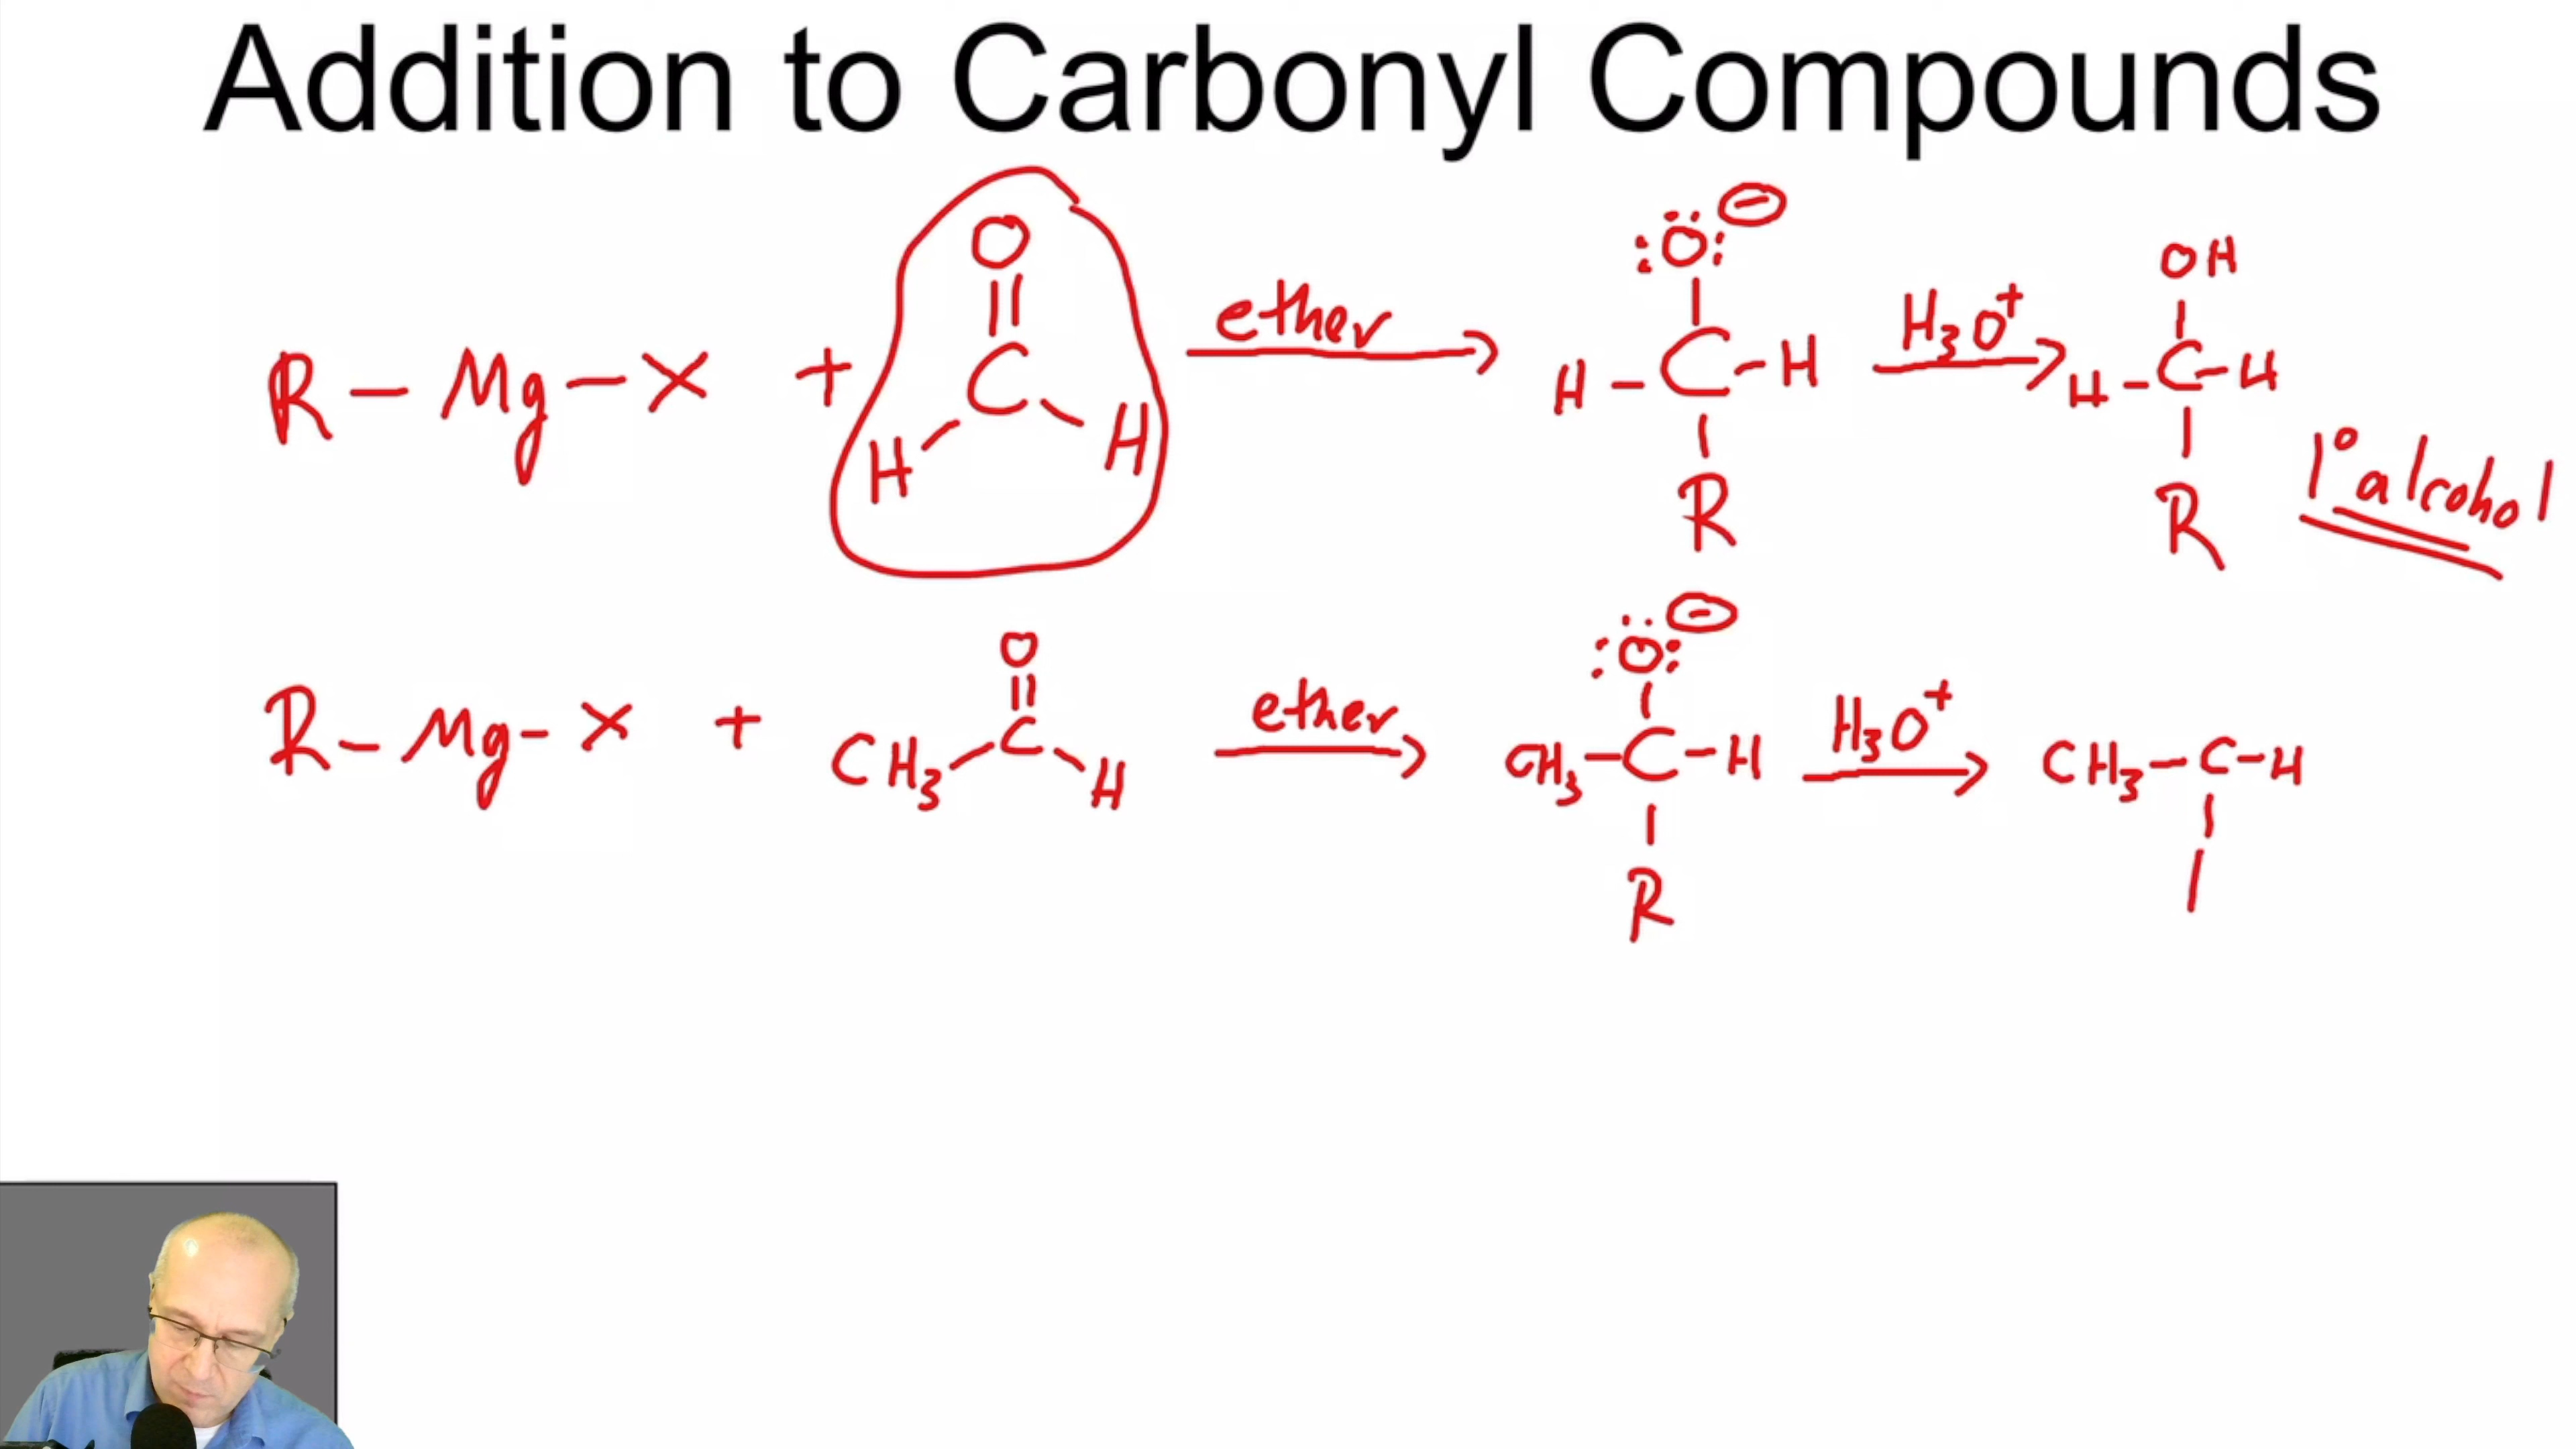 Addition to Carbonyl Compounds
O :Ö: ⊖ OH
R – Mg – X + C ether → H – C – H H3O+ → H – C – H
H H
R R 1° alcohol
O :Ö: ⊖
R – Mg – X + CH3 – C – H ether → CH3 – C – H H3O+ → CH3 – C – H
R